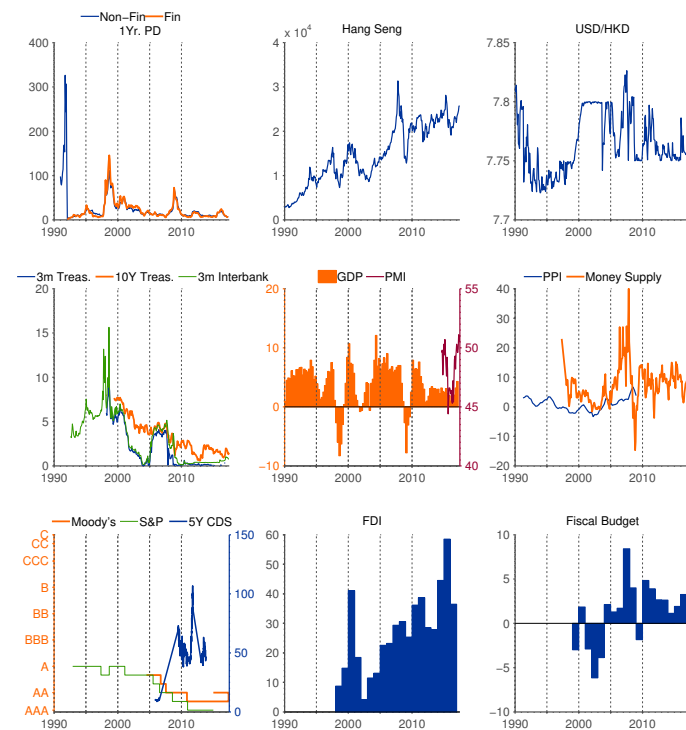 Non−Fin Fin
1Yr. PD
400
300
200
100
0
1990 2000 2010
x 10⁴ Hang Seng
4
3
2
1
0
1990 2000 2010
USD/HKD
7.85
7.8
7.75
7.7
1990 2000 2010
3m Treas. 10Y Treas. 3m Interbank
20
15
10
5
0
1990 2000 2010
GDP PMI
20 55
10 50
0 45
−10 40
1990 2000 2010
PPI Money Supply
40
30
20
10
0
−10
−20
1990 2000 2010
Moody's S&P 5Y CDS
C
CC
CCC
B
BB
BBB
A
AA
AAA
150
100
50
0
1990 2000 2010
FDI
60
50
40
30
20
10
0
1990 2000 2010
Fiscal Budget
10
5
0
−5
−10
1990 2000 2010